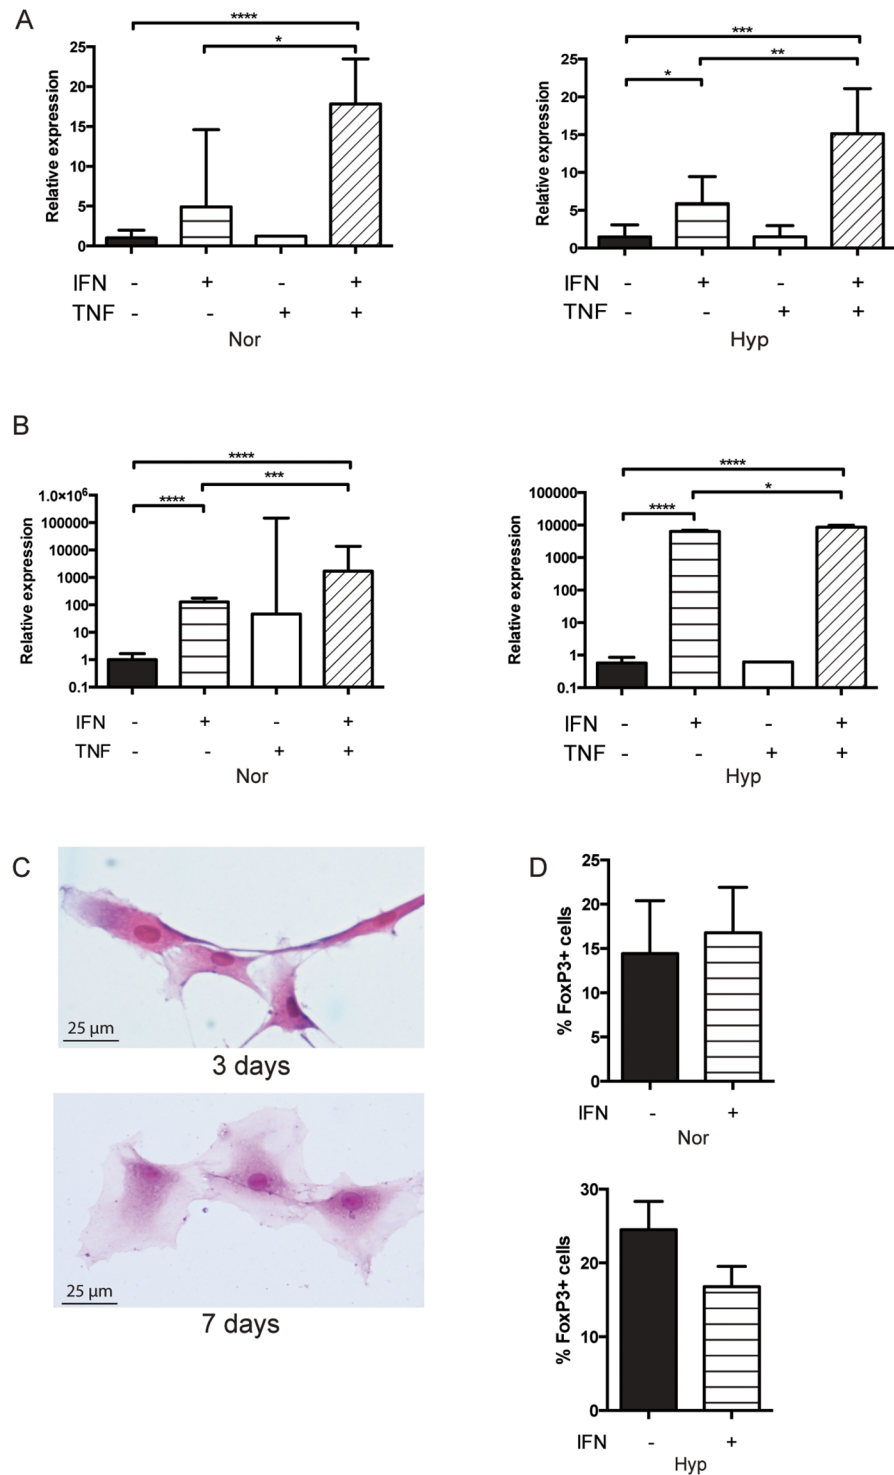 A
****
*
Relative expression
25
20
15
10
5
0
IFN - + - +
TNF - - + +
Nor
***
**
*
Relative expression
25
20
15
10
5
0
IFN - + - +
TNF - - + +
Hyp
B
****
***
****
Relative expression
1.0×10⁶
100000
10000
1000
100
10
1
0.1
IFN - + - +
TNF - - + +
Nor
****
*
****
Relative expression
100000
10000
1000
100
10
1
0.1
IFN - + - +
TNF - - + +
Hyp
C
25 µm
3 days
25 µm
7 days
D
% FoxP3+ cells
25
20
15
10
5
0
IFN - +
Nor
% FoxP3+ cells
30
20
10
0
IFN - +
Hyp